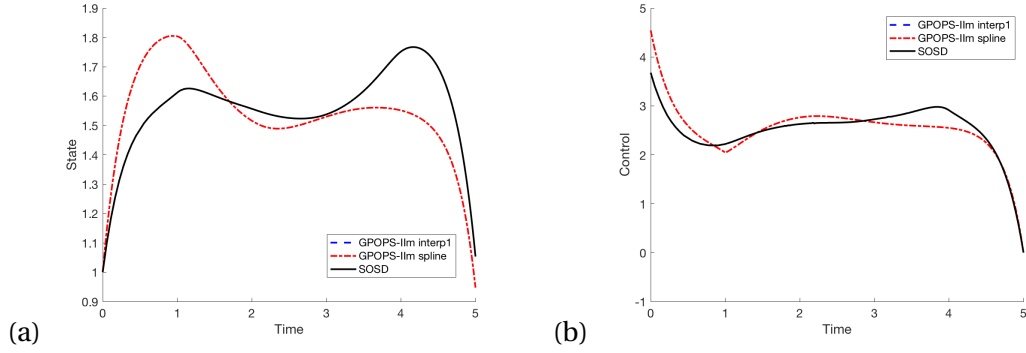 1.9
1.8
1.7
1.6
1.5
1.4
1.3
1.2
1.1
1
0.9
State
0 1 2 3 4 5
Time
GPOPS-IIm interp1
GPOPS-IIm spline
SOSD
(a)
5
4
3
2
1
0
-1
Control
0 1 2 3 4 5
Time
GPOPS-IIm interp1
GPOPS-IIm spline
SOSD
(b)